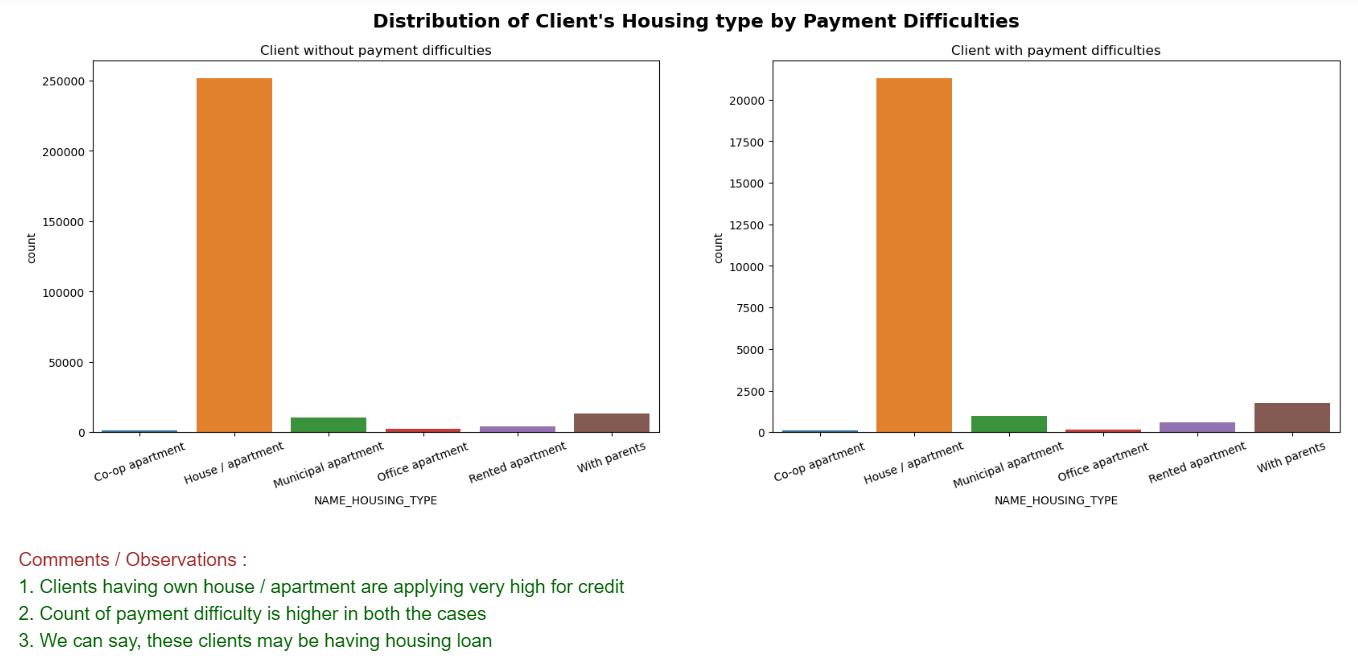 Distribution of Client's Housing type by Payment Difficulties
Client without payment difficulties
250000
200000
150000
100000
50000
0
count
Co-op apartment
House / apartment
Municipal apartment
Office apartment
Rented apartment
With parents
NAME_HOUSING_TYPE
Client with payment difficulties
20000
17500
15000
12500
10000
7500
5000
2500
0
count
Co-op apartment
House / apartment
Municipal apartment
Office apartment
Rented apartment
With parents
NAME_HOUSING_TYPE
Comments / Observations :
1. Clients having own house / apartment are applying very high for credit
2. Count of payment difficulty is higher in both the cases
3. We can say, these clients may be having housing loan